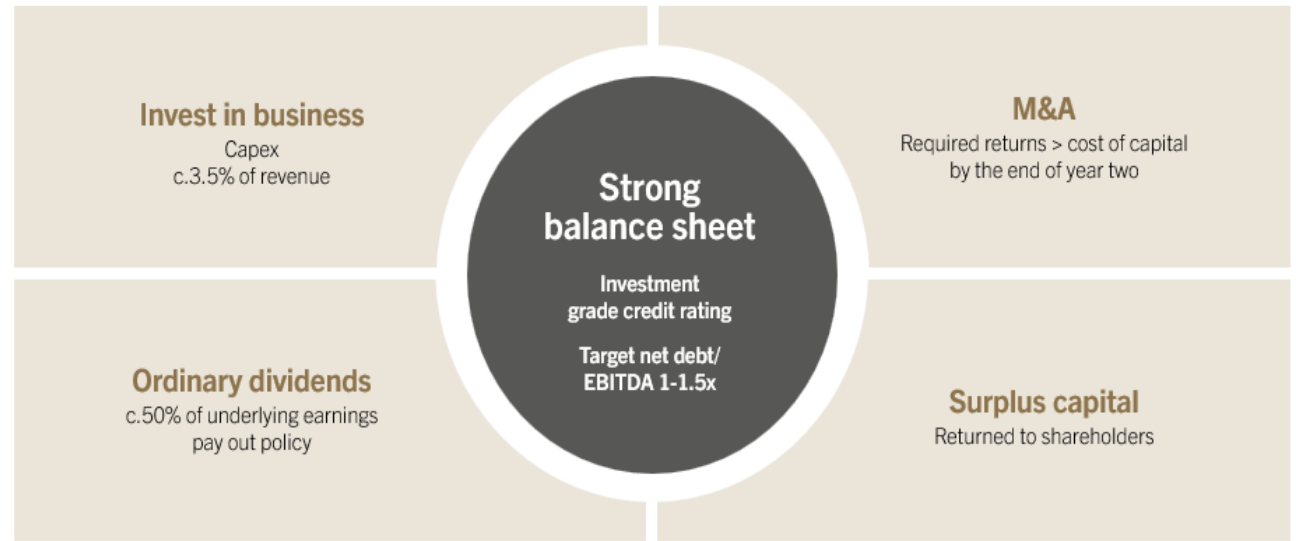 Invest in business
Capex
c.3.5% of revenue
M&A
Required returns > cost of capital
by the end of year two
Strong
balance sheet
Investment
grade credit rating
Target net debt/
EBITDA 1-1.5x
Ordinary dividends
c.50% of underlying earnings
pay out policy
Surplus capital
Returned to shareholders